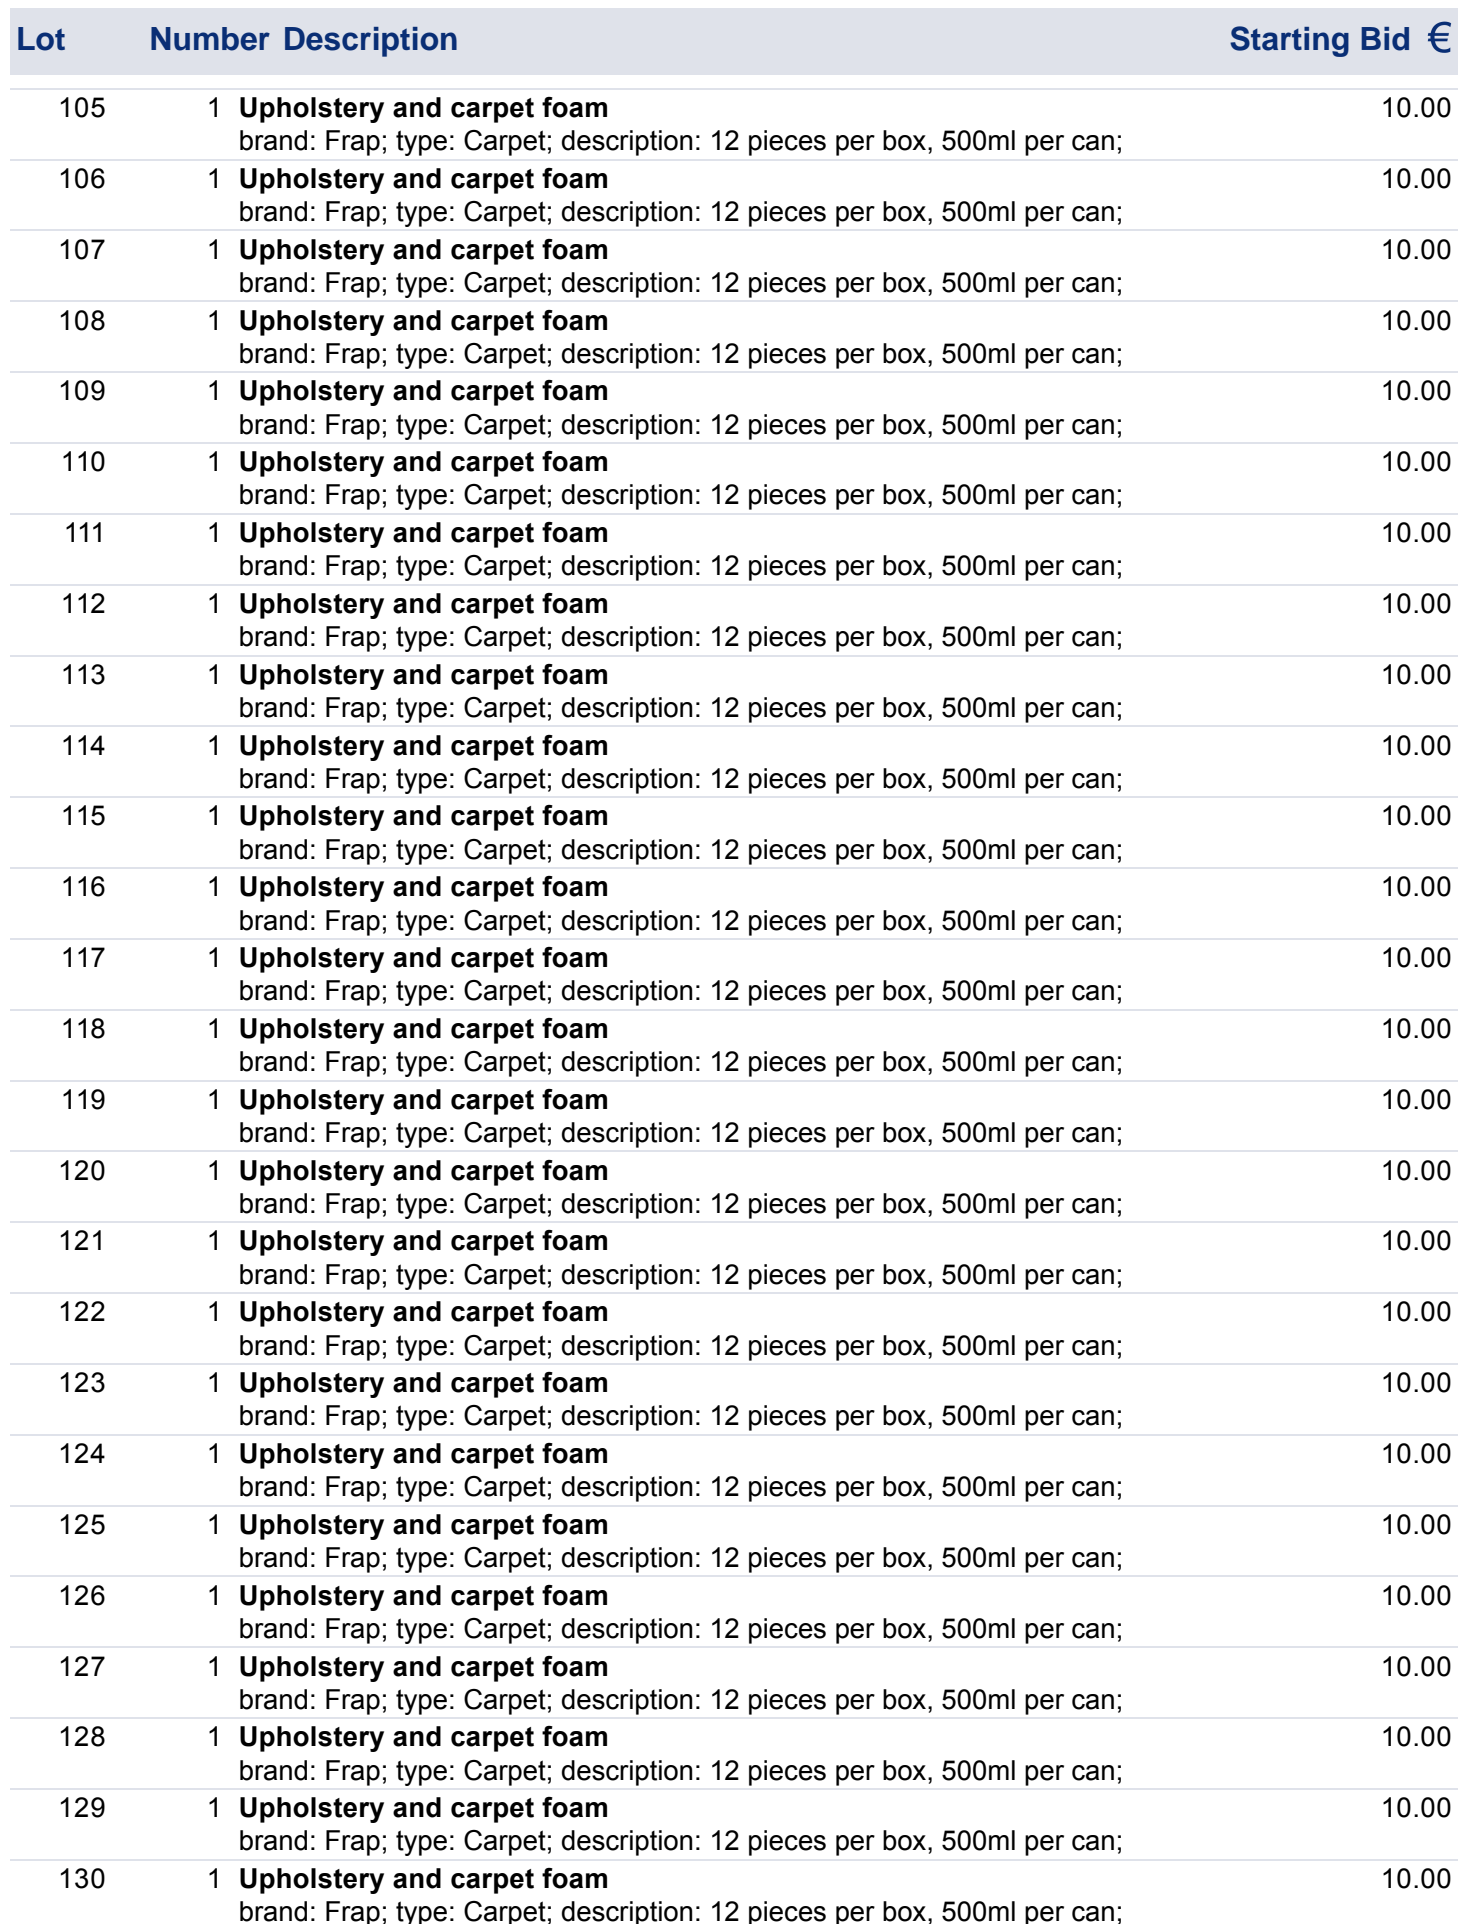 Lot Number Description Starting Bid €
105 1 Upholstery and carpet foam 10.00
brand: Frap; type: Carpet; description: 12 pieces per box, 500ml per can;
106 1 Upholstery and carpet foam 10.00
brand: Frap; type: Carpet; description: 12 pieces per box, 500ml per can;
107 1 Upholstery and carpet foam 10.00
brand: Frap; type: Carpet; description: 12 pieces per box, 500ml per can;
108 1 Upholstery and carpet foam 10.00
brand: Frap; type: Carpet; description: 12 pieces per box, 500ml per can;
109 1 Upholstery and carpet foam 10.00
brand: Frap; type: Carpet; description: 12 pieces per box, 500ml per can;
110 1 Upholstery and carpet foam 10.00
brand: Frap; type: Carpet; description: 12 pieces per box, 500ml per can;
111 1 Upholstery and carpet foam 10.00
brand: Frap; type: Carpet; description: 12 pieces per box, 500ml per can;
112 1 Upholstery and carpet foam 10.00
brand: Frap; type: Carpet; description: 12 pieces per box, 500ml per can;
113 1 Upholstery and carpet foam 10.00
brand: Frap; type: Carpet; description: 12 pieces per box, 500ml per can;
114 1 Upholstery and carpet foam 10.00
brand: Frap; type: Carpet; description: 12 pieces per box, 500ml per can;
115 1 Upholstery and carpet foam 10.00
brand: Frap; type: Carpet; description: 12 pieces per box, 500ml per can;
116 1 Upholstery and carpet foam 10.00
brand: Frap; type: Carpet; description: 12 pieces per box, 500ml per can;
117 1 Upholstery and carpet foam 10.00
brand: Frap; type: Carpet; description: 12 pieces per box, 500ml per can;
118 1 Upholstery and carpet foam 10.00
brand: Frap; type: Carpet; description: 12 pieces per box, 500ml per can;
119 1 Upholstery and carpet foam 10.00
brand: Frap; type: Carpet; description: 12 pieces per box, 500ml per can;
120 1 Upholstery and carpet foam 10.00
brand: Frap; type: Carpet; description: 12 pieces per box, 500ml per can;
121 1 Upholstery and carpet foam 10.00
brand: Frap; type: Carpet; description: 12 pieces per box, 500ml per can;
122 1 Upholstery and carpet foam 10.00
brand: Frap; type: Carpet; description: 12 pieces per box, 500ml per can;
123 1 Upholstery and carpet foam 10.00
brand: Frap; type: Carpet; description: 12 pieces per box, 500ml per can;
124 1 Upholstery and carpet foam 10.00
brand: Frap; type: Carpet; description: 12 pieces per box, 500ml per can;
125 1 Upholstery and carpet foam 10.00
brand: Frap; type: Carpet; description: 12 pieces per box, 500ml per can;
126 1 Upholstery and carpet foam 10.00
brand: Frap; type: Carpet; description: 12 pieces per box, 500ml per can;
127 1 Upholstery and carpet foam 10.00
brand: Frap; type: Carpet; description: 12 pieces per box, 500ml per can;
128 1 Upholstery and carpet foam 10.00
brand: Frap; type: Carpet; description: 12 pieces per box, 500ml per can;
129 1 Upholstery and carpet foam 10.00
brand: Frap; type: Carpet; description: 12 pieces per box, 500ml per can;
130 1 Upholstery and carpet foam 10.00
brand: Frap; type: Carpet; description: 12 pieces per box, 500ml per can;